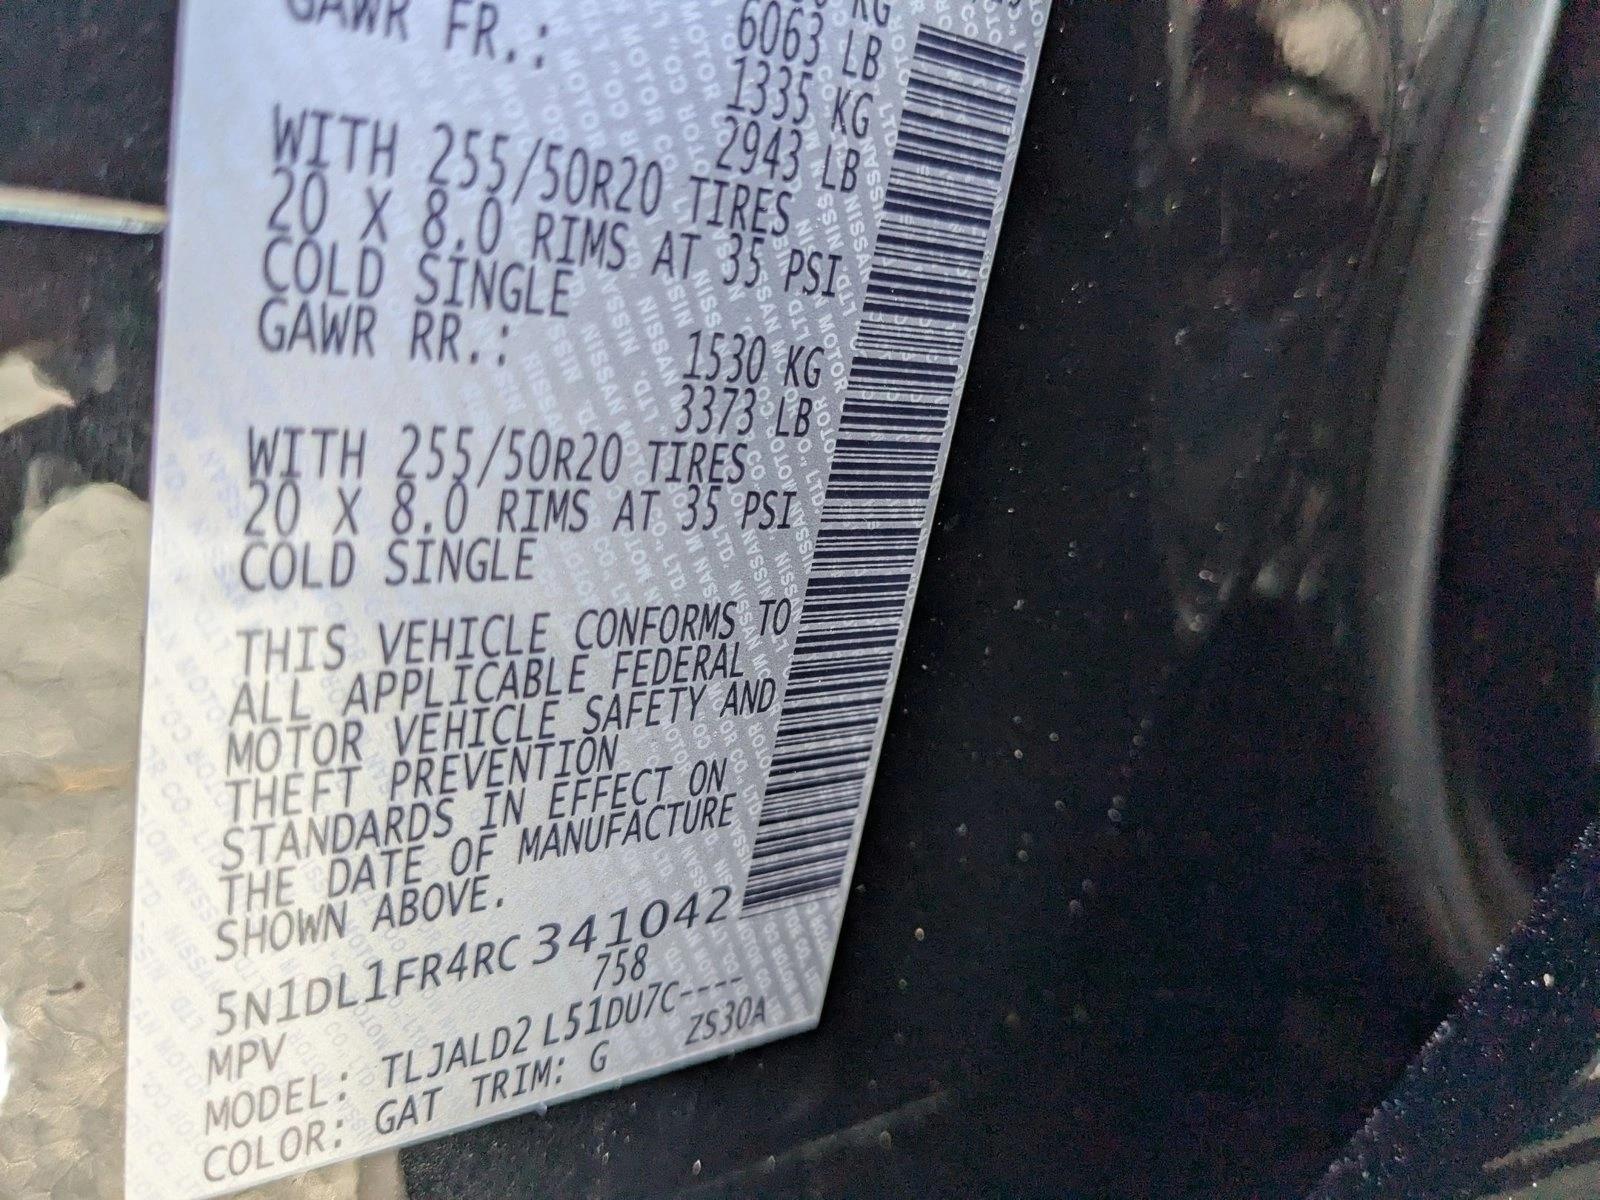 GAWR FR.:
KG
6063 LB
1335 KG
2943 LB
WITH 255/50R20 TIRES
20 X 8.0 RIMS AT 35 PSI
COLD SINGLE
GAWR RR.:
1530 KG
3373 LB
WITH 255/50R20 TIRES
20 X 8.0 RIMS AT 35 PSI
COLD SINGLE
THIS VEHICLE CONFORMS TO
ALL APPLICABLE FEDERAL
MOTOR VEHICLE SAFETY AND
THEFT PREVENTION
STANDARDS IN EFFECT ON
THE DATE OF MANUFACTURE
SHOWN ABOVE.
5N1DL1FR4RC341042
MPV 758
MODEL: TLJALD2 L51DU7C----
COLOR: GAT TRIM: G ZS30A